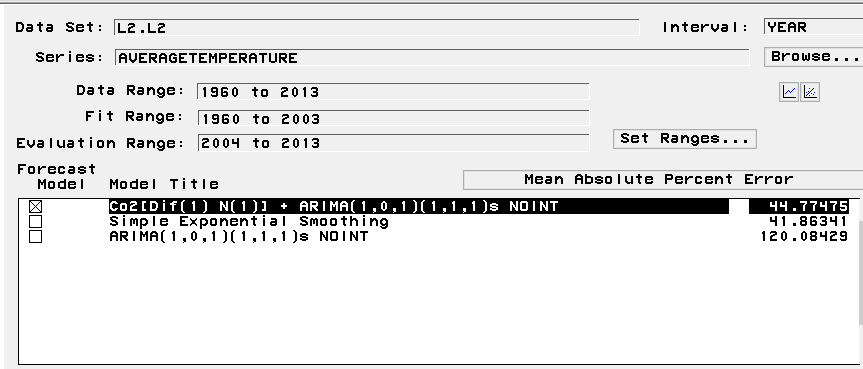 Data Set: L2.L2 Interval: YEAR
Series: AVERAGETEMPERATURE Browse...
Data Range: 1960 to 2013
Fit Range: 1960 to 2003
Evaluation Range: 2004 to 2013 Set Ranges...
Forecast
Model Model Title Mean Absolute Percent Error
Co2[Dif(1) N(1)] + ARIMA(1,0,1)(1,1,1)s NOINT 44.77475
Simple Exponential Smoothing 41.86341
ARIMA(1,0,1)(1,1,1)s NOINT 120.08429